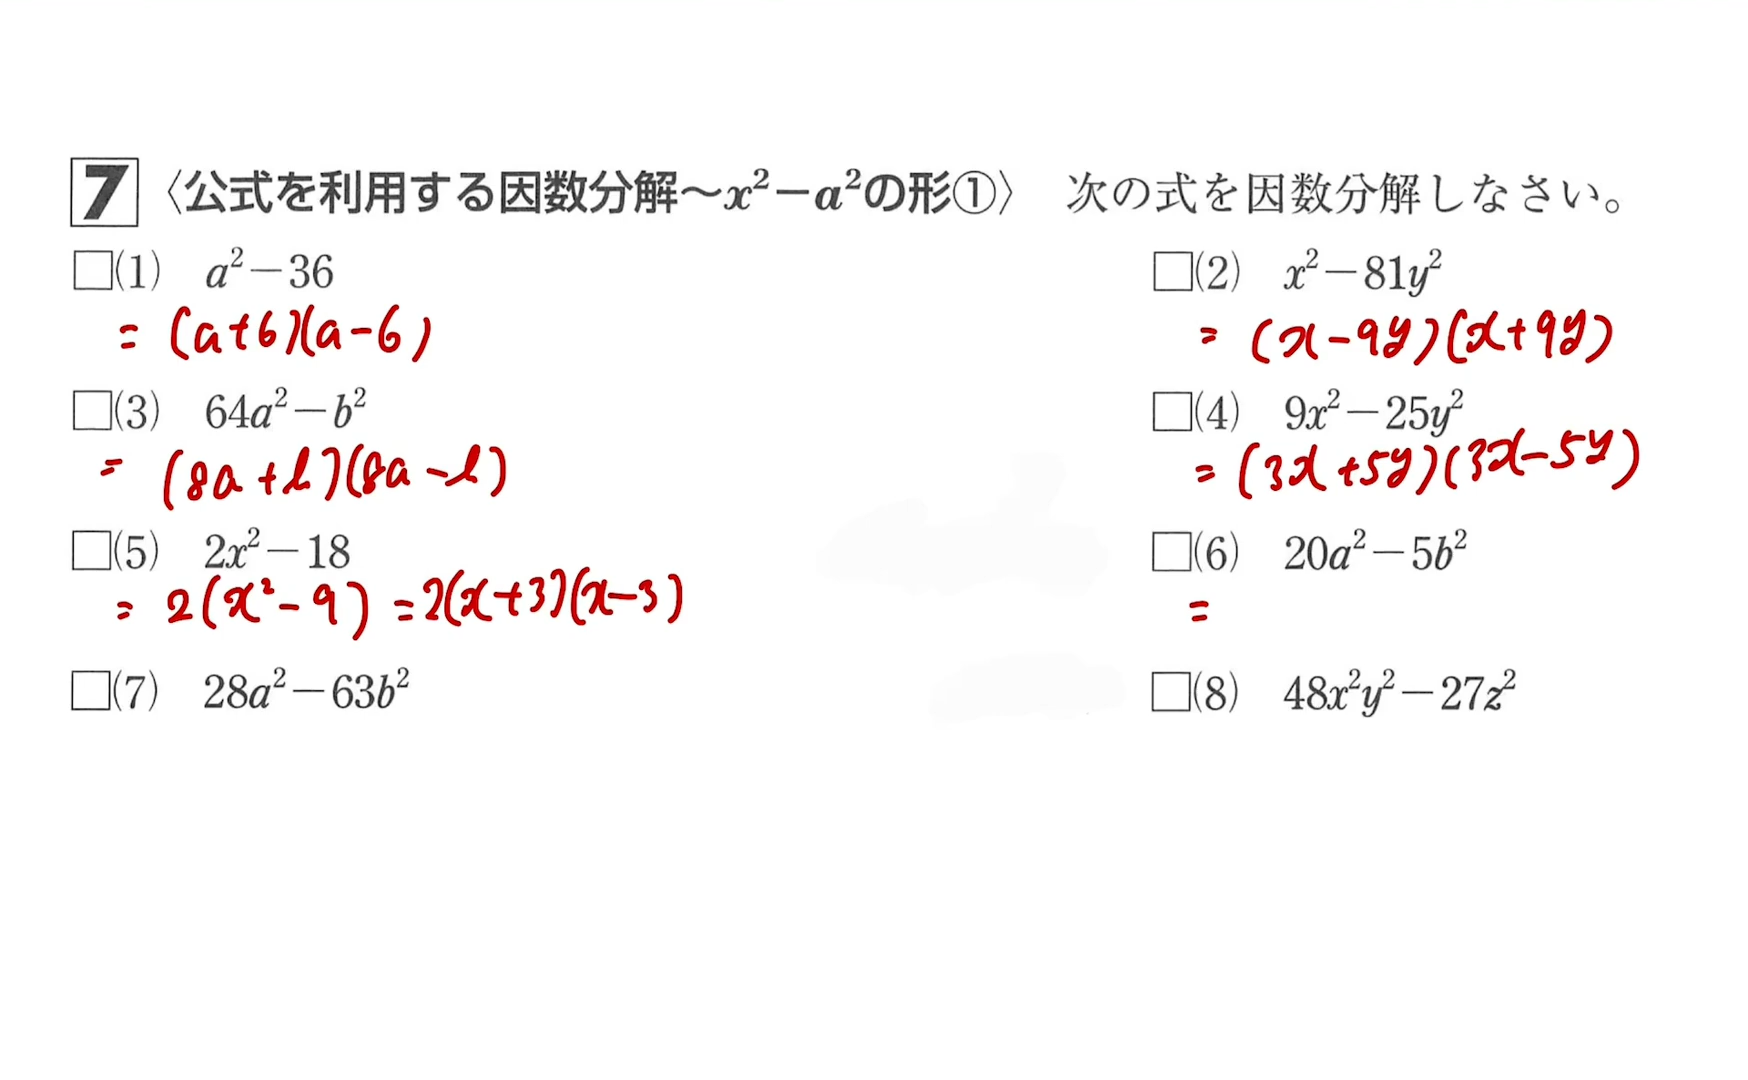 7 〈公式を利用する因数分解～x²－a²の形①〉 次の式を因数分解しなさい。
□(1) a²－36
= (a+6)(a-6)
□(2) x²－81y²
= (x-9y)(x+9y)
□(3) 64a²－b²
= (8a+b)(8a-b)
□(4) 9x²－25y²
= (3x+5y)(3x-5y)
□(5) 2x²－18
= 2(x²-9) = 2(x+3)(x-3)
□(6) 20a²－5b²
=
□(7) 28a²－63b²
□(8) 48x²y²－27z²